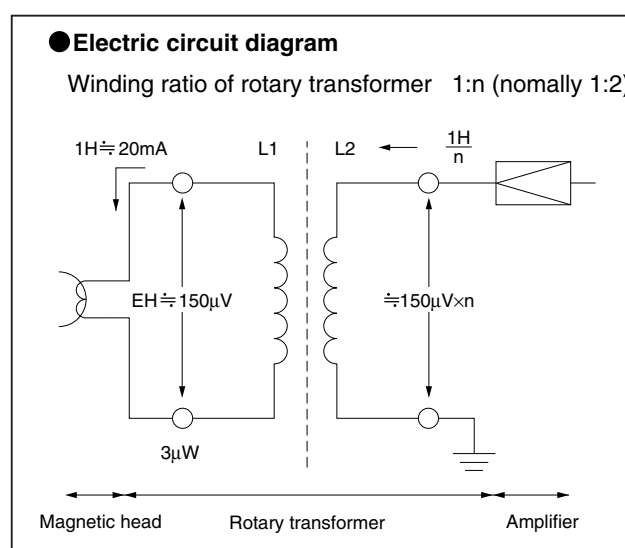 ●Electric circuit diagram
Winding ratio of rotary transformer 1:n (nomally 1:2)
1H≒20mA
L1
L2
1H
n
EH≒150μV
≒150μV×n
3μW
Magnetic head
Rotary transformer
Amplifier